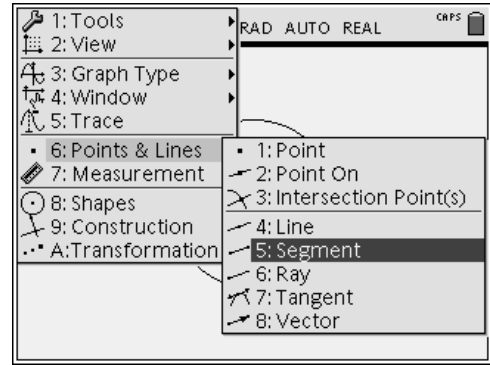 1: Tools
RAD AUTO REAL
CAPS
2: View
3: Graph Type
4: Window
5: Trace
6: Points & Lines
7: Measurement
8: Shapes
9: Construction
A:Transformation
1: Point
2: Point On
3: Intersection Point(s)
4: Line
5: Segment
6: Ray
7: Tangent
8: Vector